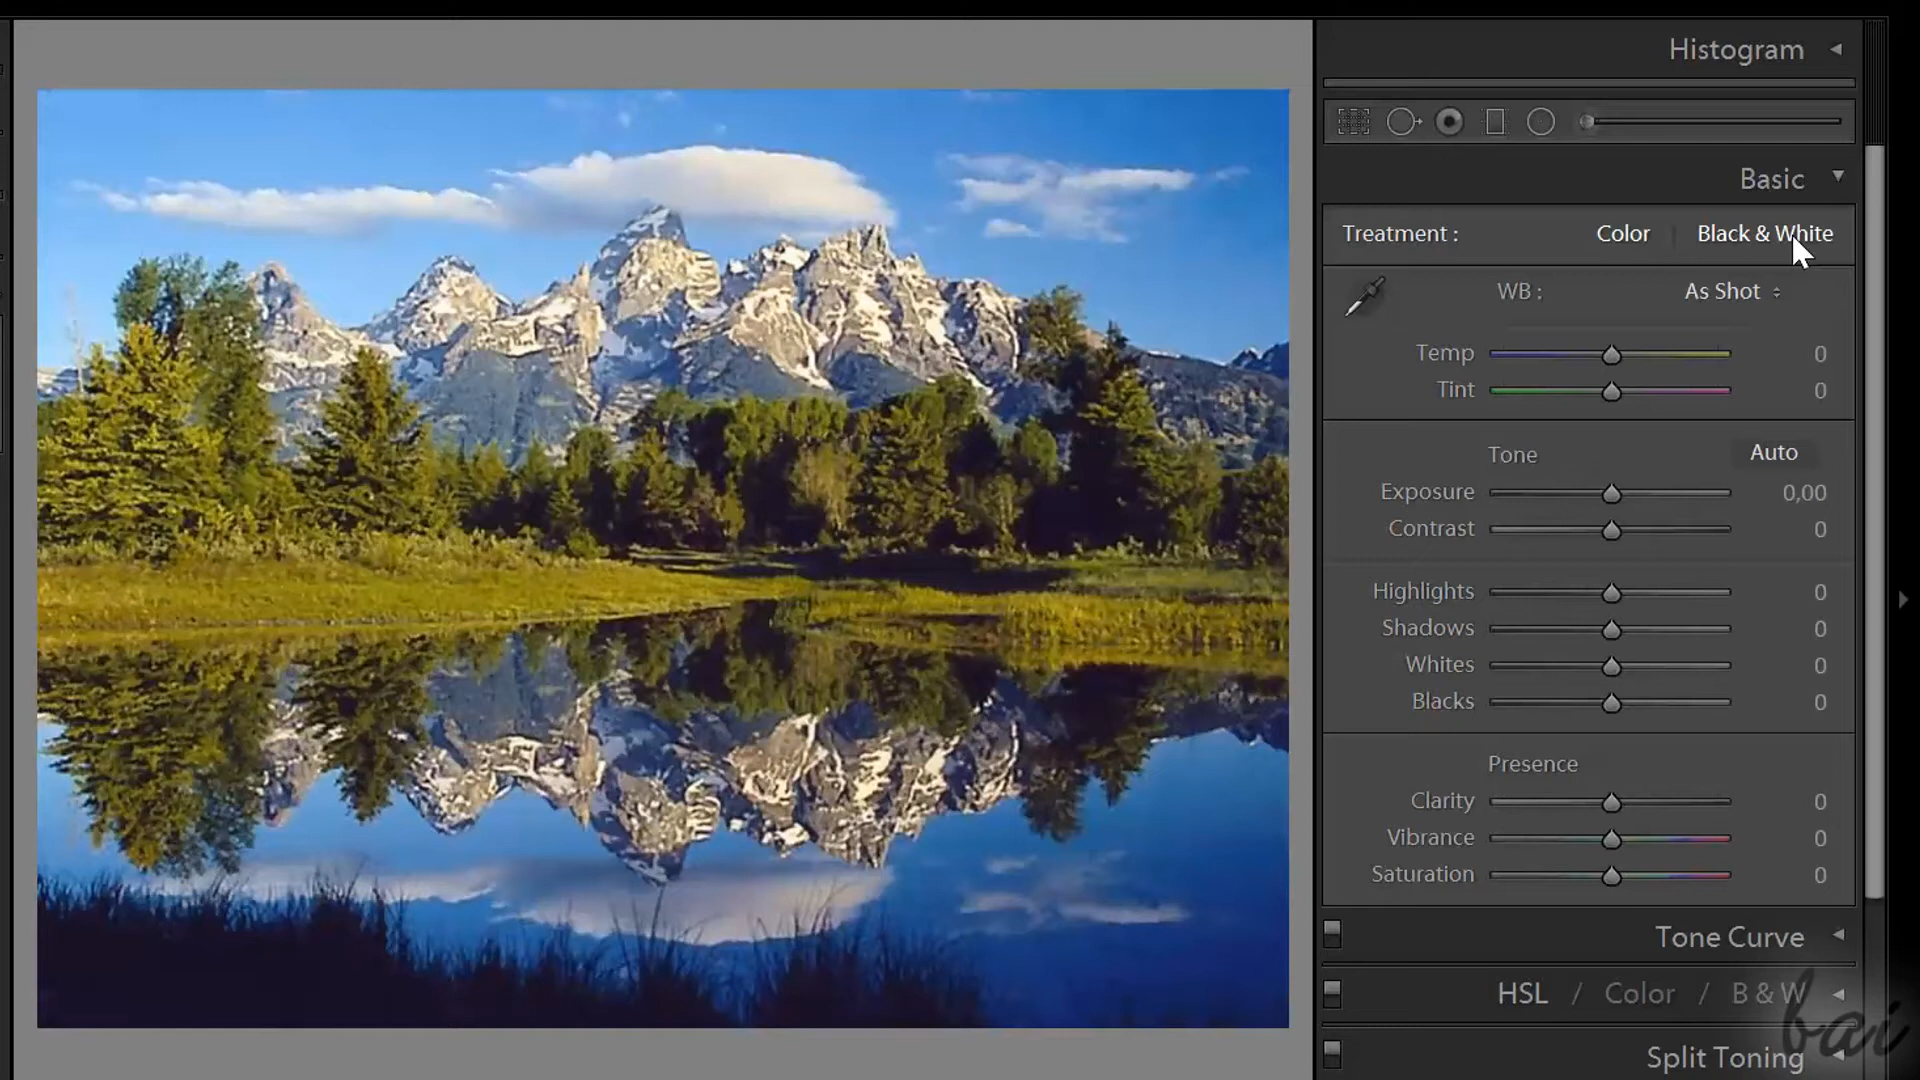 Histogram
Basic
Treatment : Color | Black & White
WB : As Shot
Temp 0
Tint 0
Tone Auto
Exposure 0,00
Contrast 0
Highlights 0
Shadows 0
Whites 0
Blacks 0
Presence
Clarity 0
Vibrance 0
Saturation 0
Tone Curve
HSL / Color / B & W
Split Toning
bai